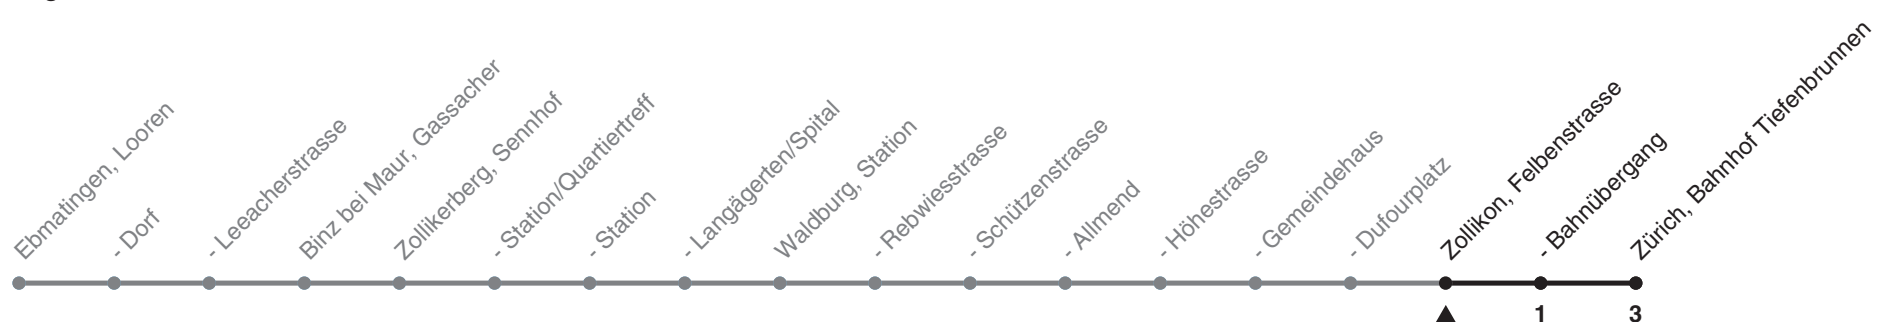 Ebmatingen, Looren
- Dorf
- Leeacherstrasse
Binz bei Maur, Gassacher
Zollikerberg, Sennhof
- Station/Quartiertreff
- Station
- Langägerten/Spital
Waldburg, Station
- Rebwiesstrasse
- Schützenstrasse
- Allmend
- Höhestrasse
- Gemeindehaus
- Dufourplatz
Zollikon, Felbenstrasse
- Bahnübergang
Zürich, Bahnhof Tiefenbrunnen
1
3